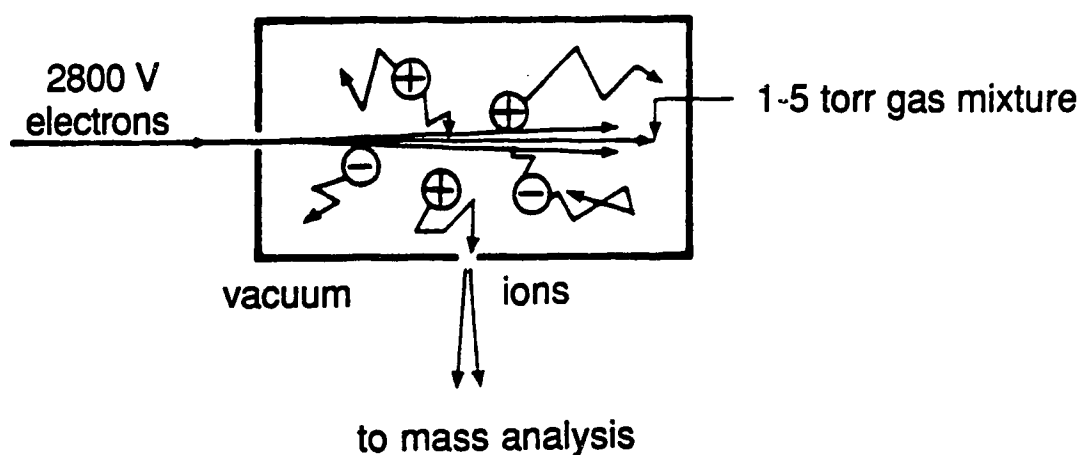 2800 V
electrons
1-5 torr gas mixture
+
+
−
+
−
vacuum
ions
to mass analysis